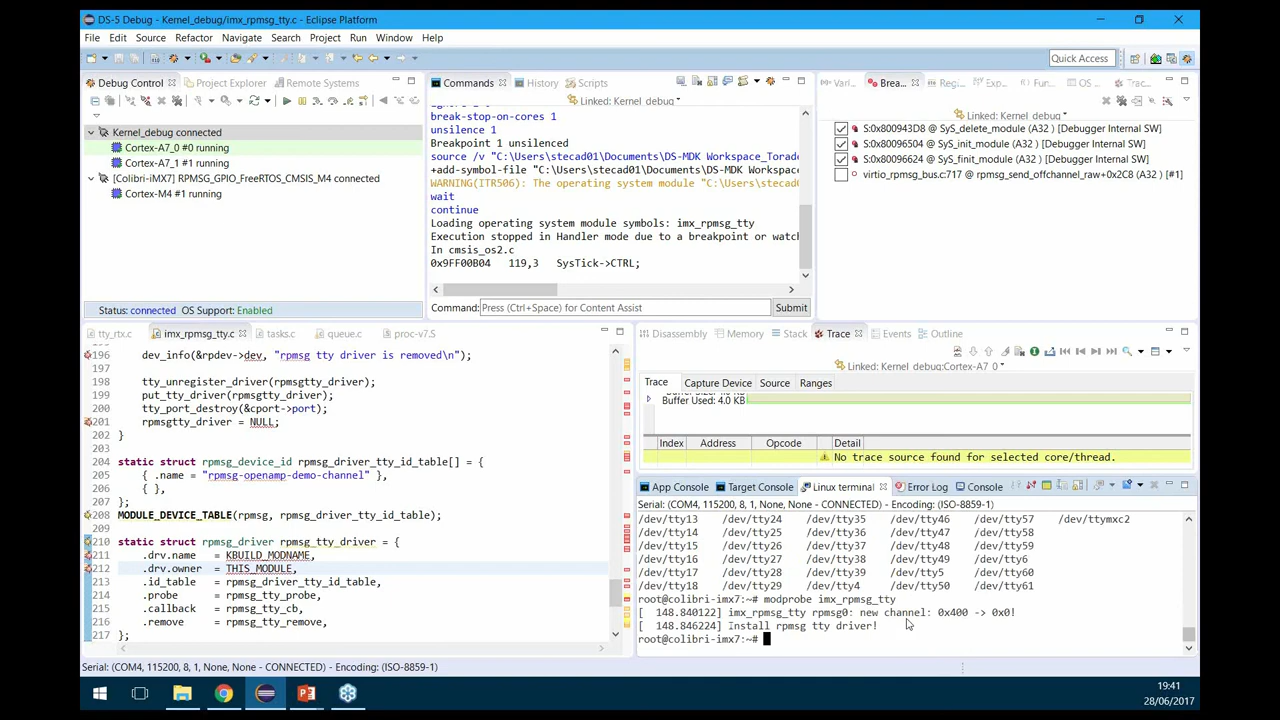 DS-5 Debug - Kernel_debug/imx_rpmsg_tty.c - Eclipse Platform
File Edit Source Refactor Navigate Search Project Run Window Help
Quick Access
Debug Control Project Explorer Remote Systems
Kernel_debug connected
Cortex-A7_0 #0 running
Cortex-A7_1 #1 running
[Colibri-iMX7] RPMSG_GPIO_FreeRTOS_CMSIS_M4 connected
Cortex-M4 #1 running
Status: connected OS Support: Enabled
Commands History Scripts
Linked: Kernel_debug
break-stop-on-cores 1
unsilence 1
Breakpoint 1 unsilenced
source /v "C:\Users\stecad01\Documents\DS-MDK Workspace_Torad
+add-symbol-file "C:\Users\stecad01\Documents\DS-MDK Workspac
WARNING(ITR506): The operating system module "C:\Users\stecad
wait
continue
Loading operating system module symbols: imx_rpmsg_tty
Execution stopped in Handler mode due to a breakpoint or watch
In cmsis_os2.c
0x9FF00B04 119,3 SysTick->CTRL;
Command: Press (Ctrl+Space) for Content Assist Submit
Vari... Brea... Regi... Exp... Fun... OS ... Trac...
Linked: Kernel_debug
S:0x800943D8 @ SyS_delete_module (A32 ) [Debugger Internal SW]
S:0x80096504 @ SyS_init_module (A32 ) [Debugger Internal SW]
S:0x80096624 @ SyS_finit_module (A32 ) [Debugger Internal SW]
virtio_rpmsg_bus.c:717 @ rpmsg_send_offchannel_raw+0x2C8 (A32 ) [#1]
tty_rtx.c imx_rpmsg_tty.c tasks.c queue.c proc-v7.S
196 dev_info(&rpdev->dev, "rpmsg tty driver is removed\n");
197
198 tty_unregister_driver(rpmsgtty_driver);
199 put_tty_driver(rpmsgtty_driver);
200 tty_port_destroy(&cport->port);
201 rpmsgtty_driver = NULL;
202 }
203
204 static struct rpmsg_device_id rpmsg_driver_tty_id_table[] = {
205 { .name = "rpmsg-openamp-demo-channel" },
206 { },
207 };
208 MODULE_DEVICE_TABLE(rpmsg, rpmsg_driver_tty_id_table);
209
210 static struct rpmsg_driver rpmsg_tty_driver = {
211 .drv.name = KBUILD_MODNAME,
212 .drv.owner = THIS_MODULE,
213 .id_table = rpmsg_driver_tty_id_table,
214 .probe = rpmsg_tty_probe,
215 .callback = rpmsg_tty_cb,
216 .remove = rpmsg_tty_remove,
217 };
Disassembly Memory Stack Trace Events Outline
Linked: Kernel_debug:Cortex-A7_0
Trace Capture Device Source Ranges
Buffer Used: 4.0 KB
Index Address Opcode Detail
No trace source found for selected core/thread.
App Console Target Console Linux terminal Error Log Console
Serial: (COM4, 115200, 8, 1, None, None - CONNECTED) - Encoding: (ISO-8859-1)
/dev/tty13 /dev/tty24 /dev/tty35 /dev/tty46 /dev/tty57 /dev/ttymxc2
/dev/tty14 /dev/tty25 /dev/tty36 /dev/tty47 /dev/tty58
/dev/tty15 /dev/tty26 /dev/tty37 /dev/tty48 /dev/tty59
/dev/tty16 /dev/tty27 /dev/tty38 /dev/tty49 /dev/tty6
/dev/tty17 /dev/tty28 /dev/tty39 /dev/tty5 /dev/tty60
/dev/tty18 /dev/tty29 /dev/tty4 /dev/tty50 /dev/tty61
root@colibri-imx7:~# modprobe imx_rpmsg_tty
[ 148.840122] imx_rpmsg_tty rpmsg0: new channel: 0x400 -> 0x0!
[ 148.846224] Install rpmsg tty driver!
root@colibri-imx7:~#
Serial: (COM4, 115200, 8, 1, None, None - CONNECTED) - Encoding: (ISO-8859-1)
19:41
28/06/2017